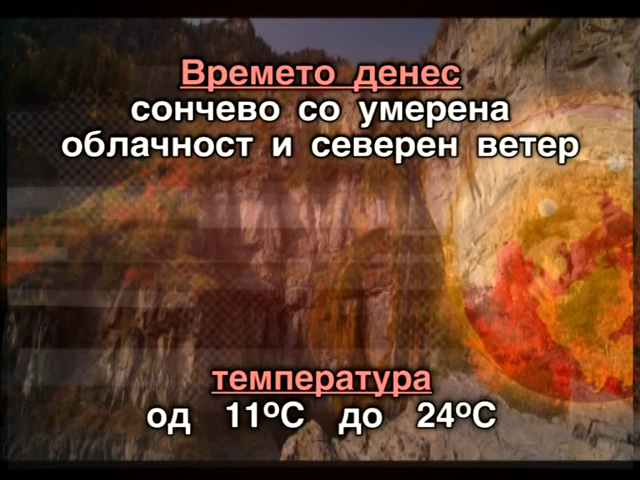 Времето денес
сончево со умерена
облачност и северен ветер
температура
од 11ºC до 24ºC